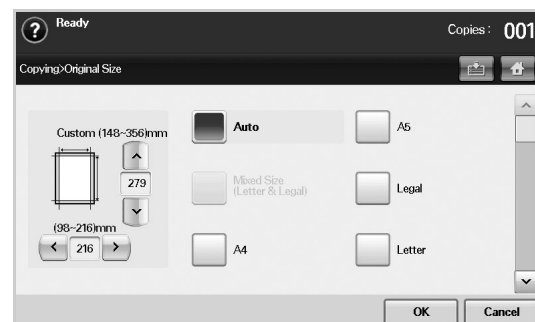 ? Ready
Copies : 001
Copying>Original Size
Custom (148~356)mm
279
(98~216)mm
216
Auto
Mixed Size
(Letter & Legal)
A4
A5
Legal
Letter
OK
Cancel